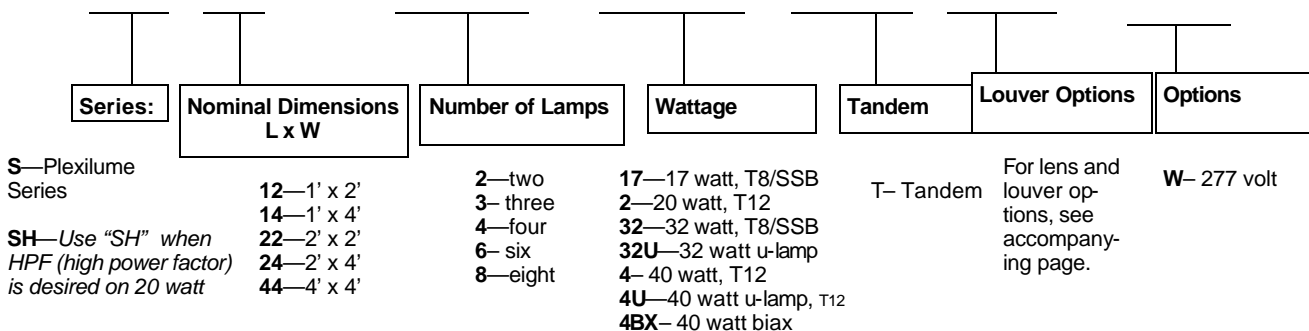 Series:
Nominal Dimensions
L x W
Number of Lamps
Wattage
Tandem
Louver Options
Options
S—Plexilume
Series
SH—Use “SH” when
HPF (high power factor)
is desired on 20 watt
12—1’ x 2’
14—1’ x 4’
22—2’ x 2’
24—2’ x 4’
44—4’ x 4’
2—two
3– three
4—four
6– six
8—eight
17—17 watt, T8/SSB
2—20 watt, T12
32—32 watt, T8/SSB
32U—32 watt u-lamp
4– 40 watt, T12
4U—40 watt u-lamp, T12
4BX– 40 watt biax
T– Tandem
For lens and
louver op-
tions, see
accompany-
ing page.
W– 277 volt